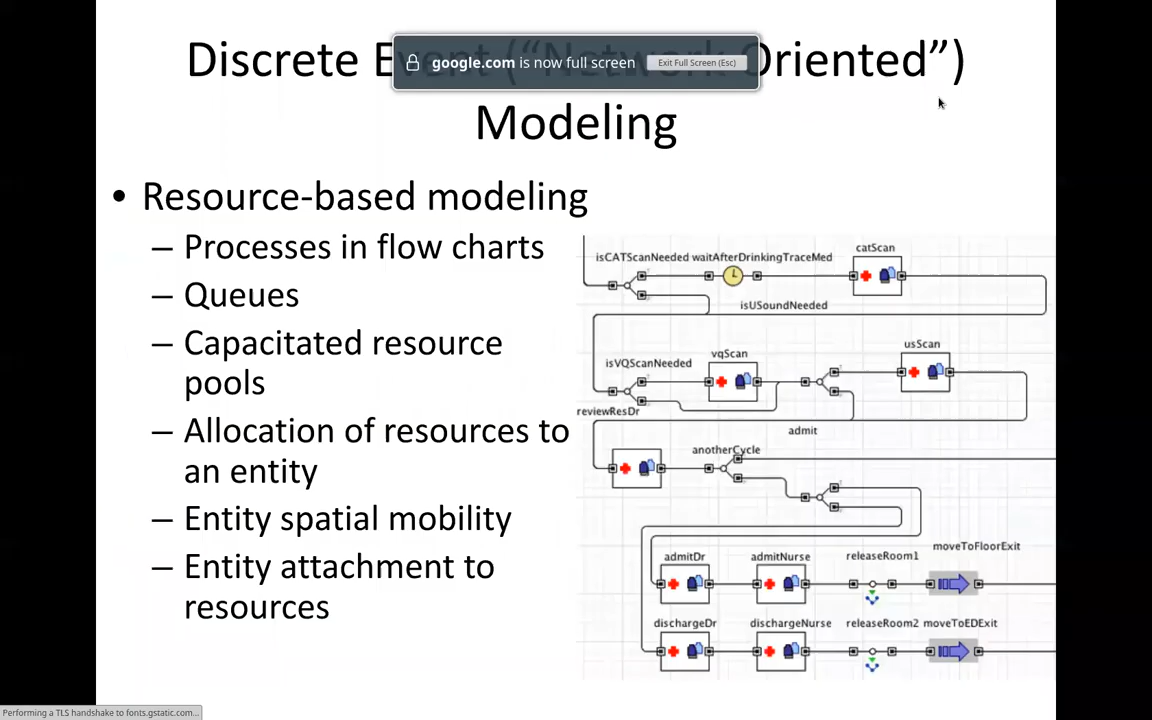 Discrete Event (“Network Oriented”)
google.com is now full screen
Exit Full Screen (Esc)
Modeling
• Resource-based modeling
– Processes in flow charts
– Queues
– Capacitated resource
pools
– Allocation of resources to
an entity
– Entity spatial mobility
– Entity attachment to
resources
catScan
isCATScanNeeded waitAfterDrinkingTraceMed
isUSoundNeeded
usScan
vqScan
isVQScanNeeded
reviewResDr
admit
anotherCycle
moveToFloorExit
admitDr admitNurse releaseRoom1
dischargeDr dischargeNurse releaseRoom2 moveToEDExit
Performing a TLS handshake to fonts.gstatic.com...